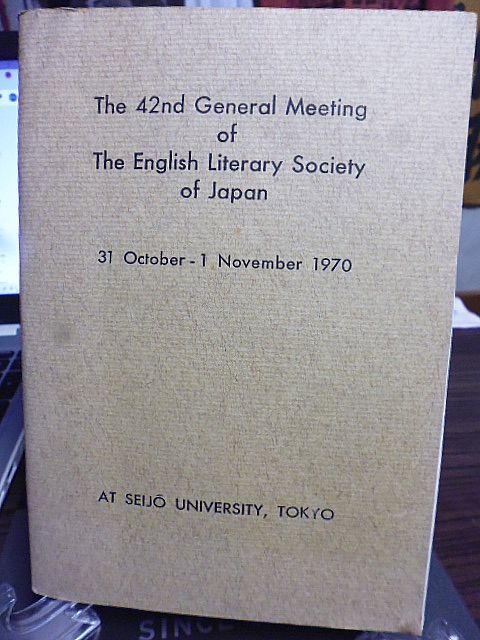 The 42nd General Meeting
of
The English Literary Society
of Japan
31 October - 1 November 1970
AT SEIJŌ UNIVERSITY, TOKYO
SINCE